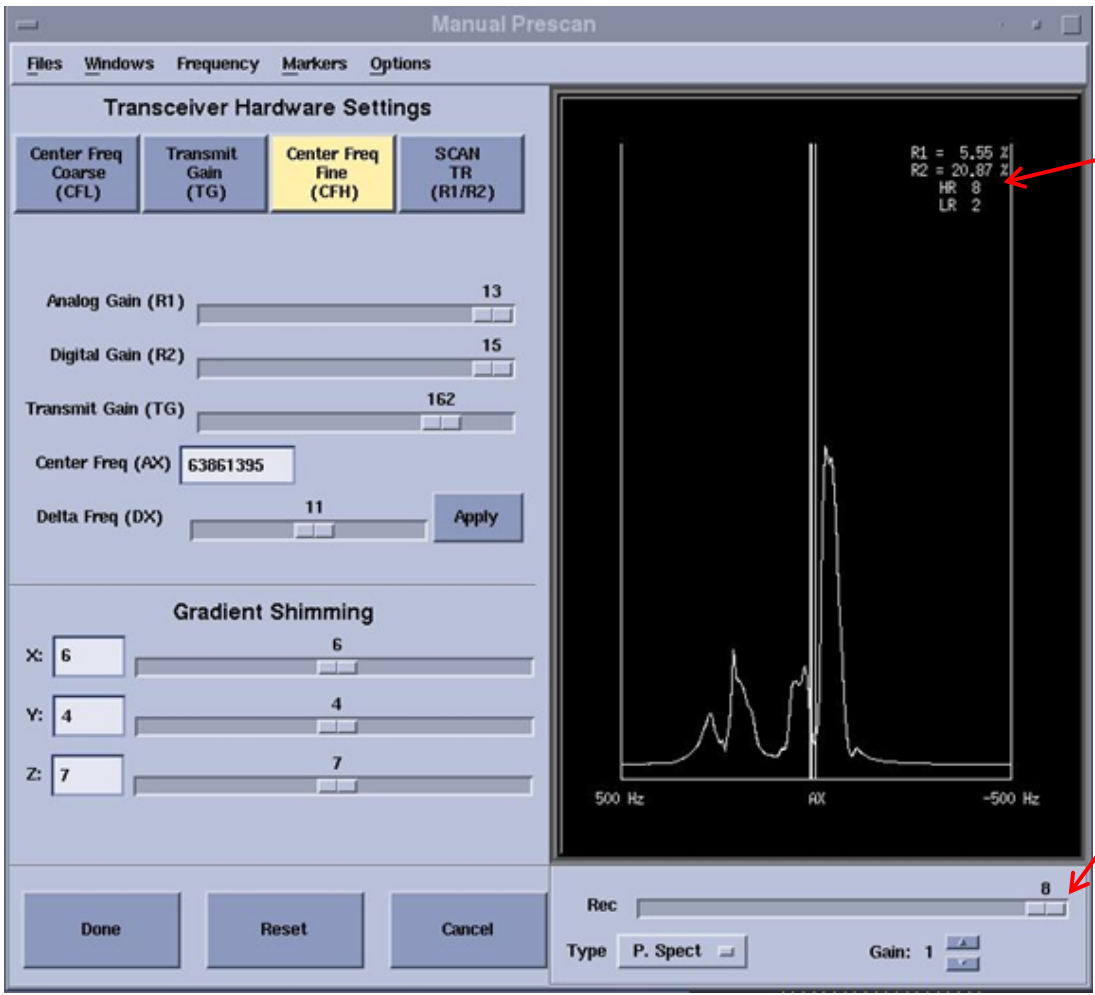 Manual Prescan
Files Windows Frequency Markers Options
Transceiver Hardware Settings
Center Freq
Coarse
(CFL)
Transmit
Gain
(TG)
Center Freq
Fine
(CFH)
SCAN
TR
(R1/R2)
Analog Gain (R1)
13
Digital Gain (R2)
15
Transmit Gain (TG)
162
Center Freq (AX)
63861395
Delta Freq (DX)
11
Apply
Gradient Shimming
X:
6
6
Y:
4
4
Z:
7
7
Done
Reset
Cancel
R1 = 5.55 %
R2 = 20.87 %
HR 8
LR 2
500 Hz
AX
-500 Hz
Rec
8
Type
P. Spect
Gain: 1